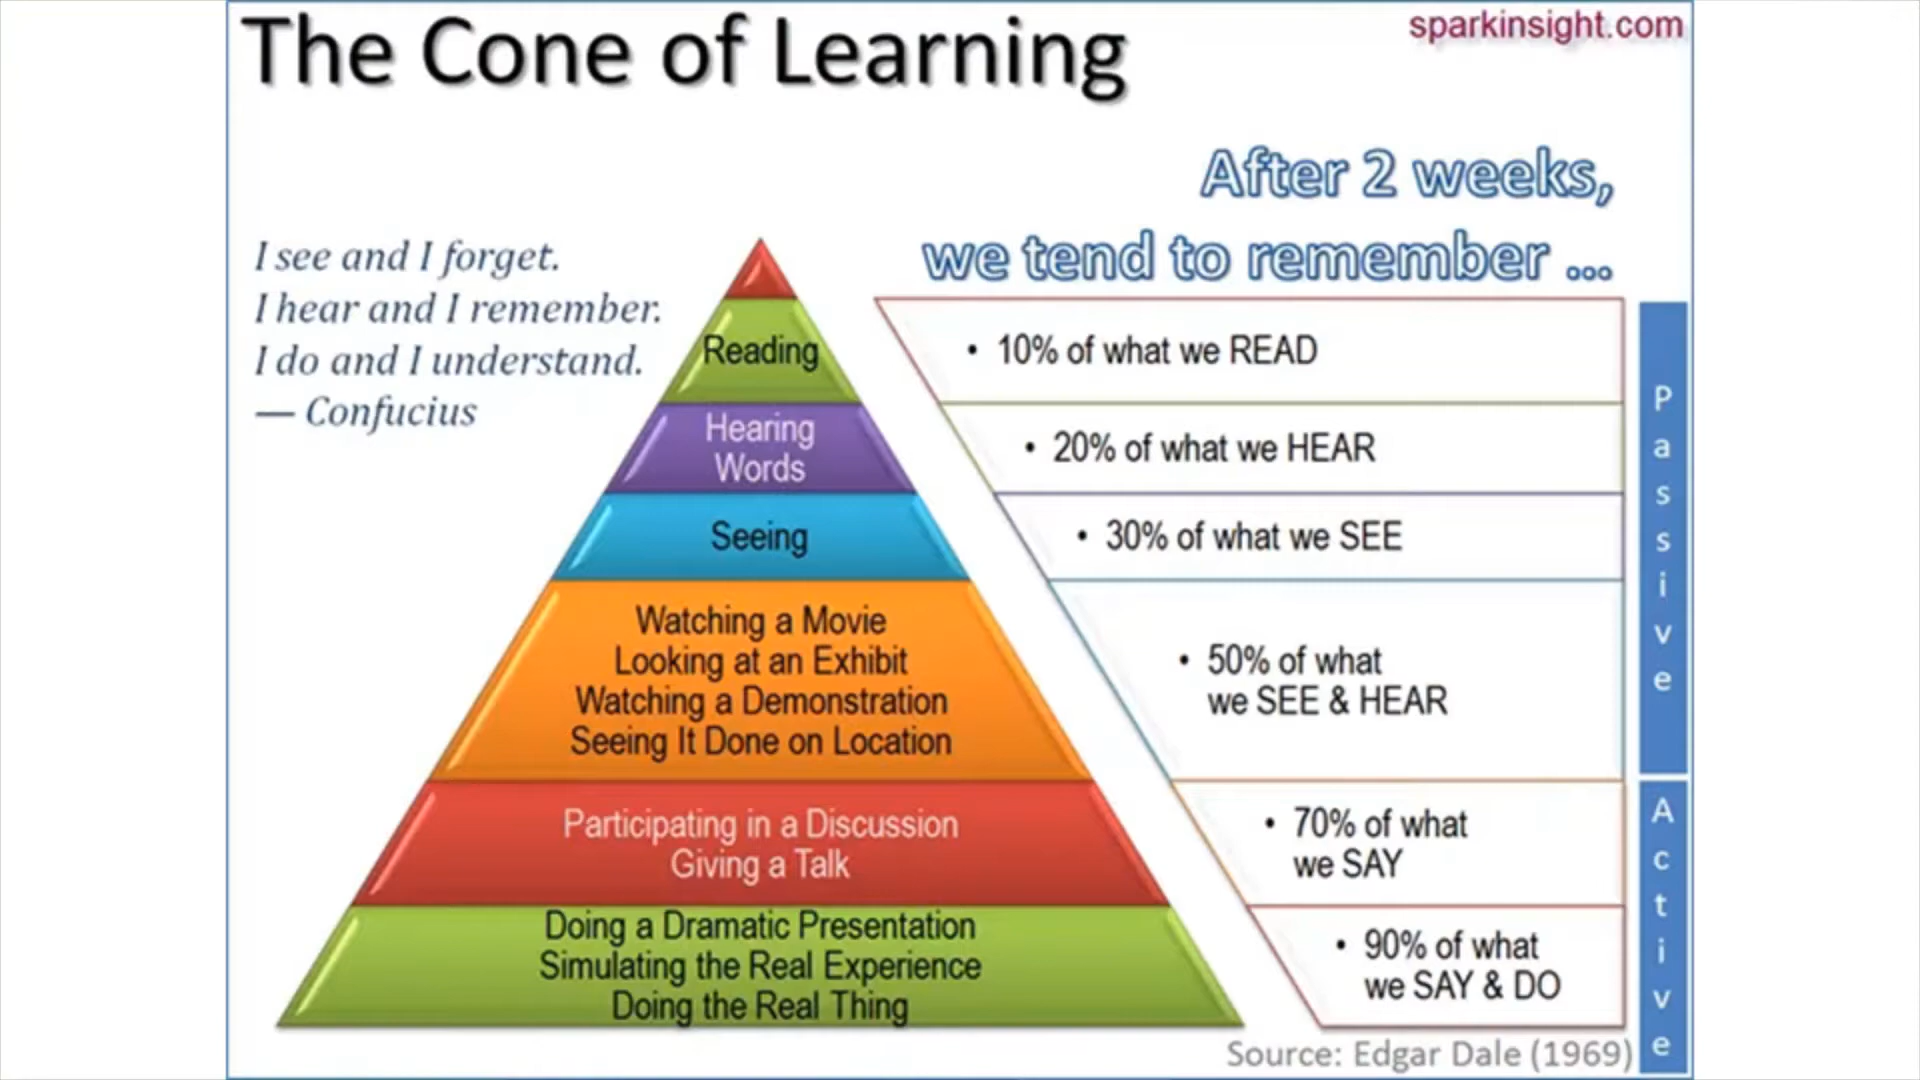 The Cone of Learning
sparkinsight.com
After 2 weeks,
we tend to remember ...
I see and I forget.
I hear and I remember.
I do and I understand.
— Confucius
Reading
• 10% of what we READ
Hearing
Words
• 20% of what we HEAR
Seeing
• 30% of what we SEE
Watching a Movie
Looking at an Exhibit
Watching a Demonstration
Seeing It Done on Location
• 50% of what
we SEE & HEAR
Passive
Participating in a Discussion
Giving a Talk
• 70% of what
we SAY
Doing a Dramatic Presentation
Simulating the Real Experience
Doing the Real Thing
• 90% of what
we SAY & DO
Active
Source: Edgar Dale (1969)